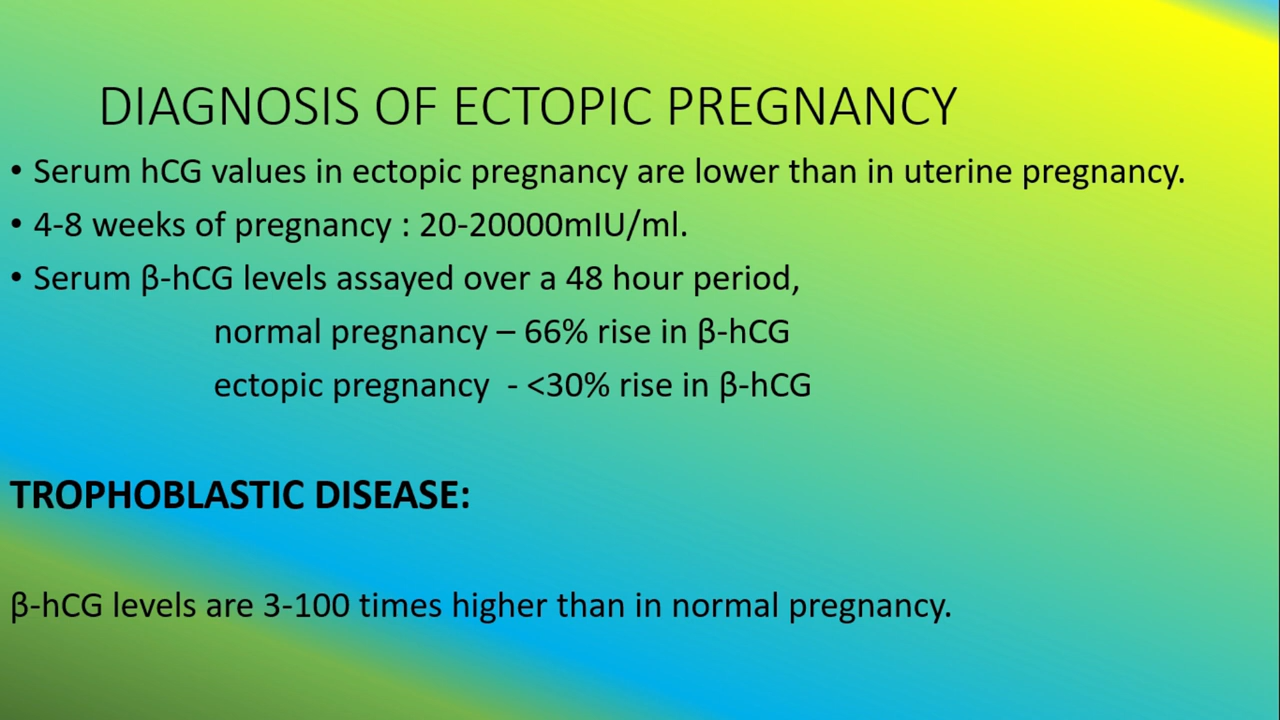 DIAGNOSIS OF ECTOPIC PREGNANCY
• Serum hCG values in ectopic pregnancy are lower than in uterine pregnancy.
• 4-8 weeks of pregnancy : 20-20000mIU/ml.
• Serum β-hCG levels assayed over a 48 hour period,
normal pregnancy – 66% rise in β-hCG
ectopic pregnancy - <30% rise in β-hCG
TROPHOBLASTIC DISEASE:
β-hCG levels are 3-100 times higher than in normal pregnancy.